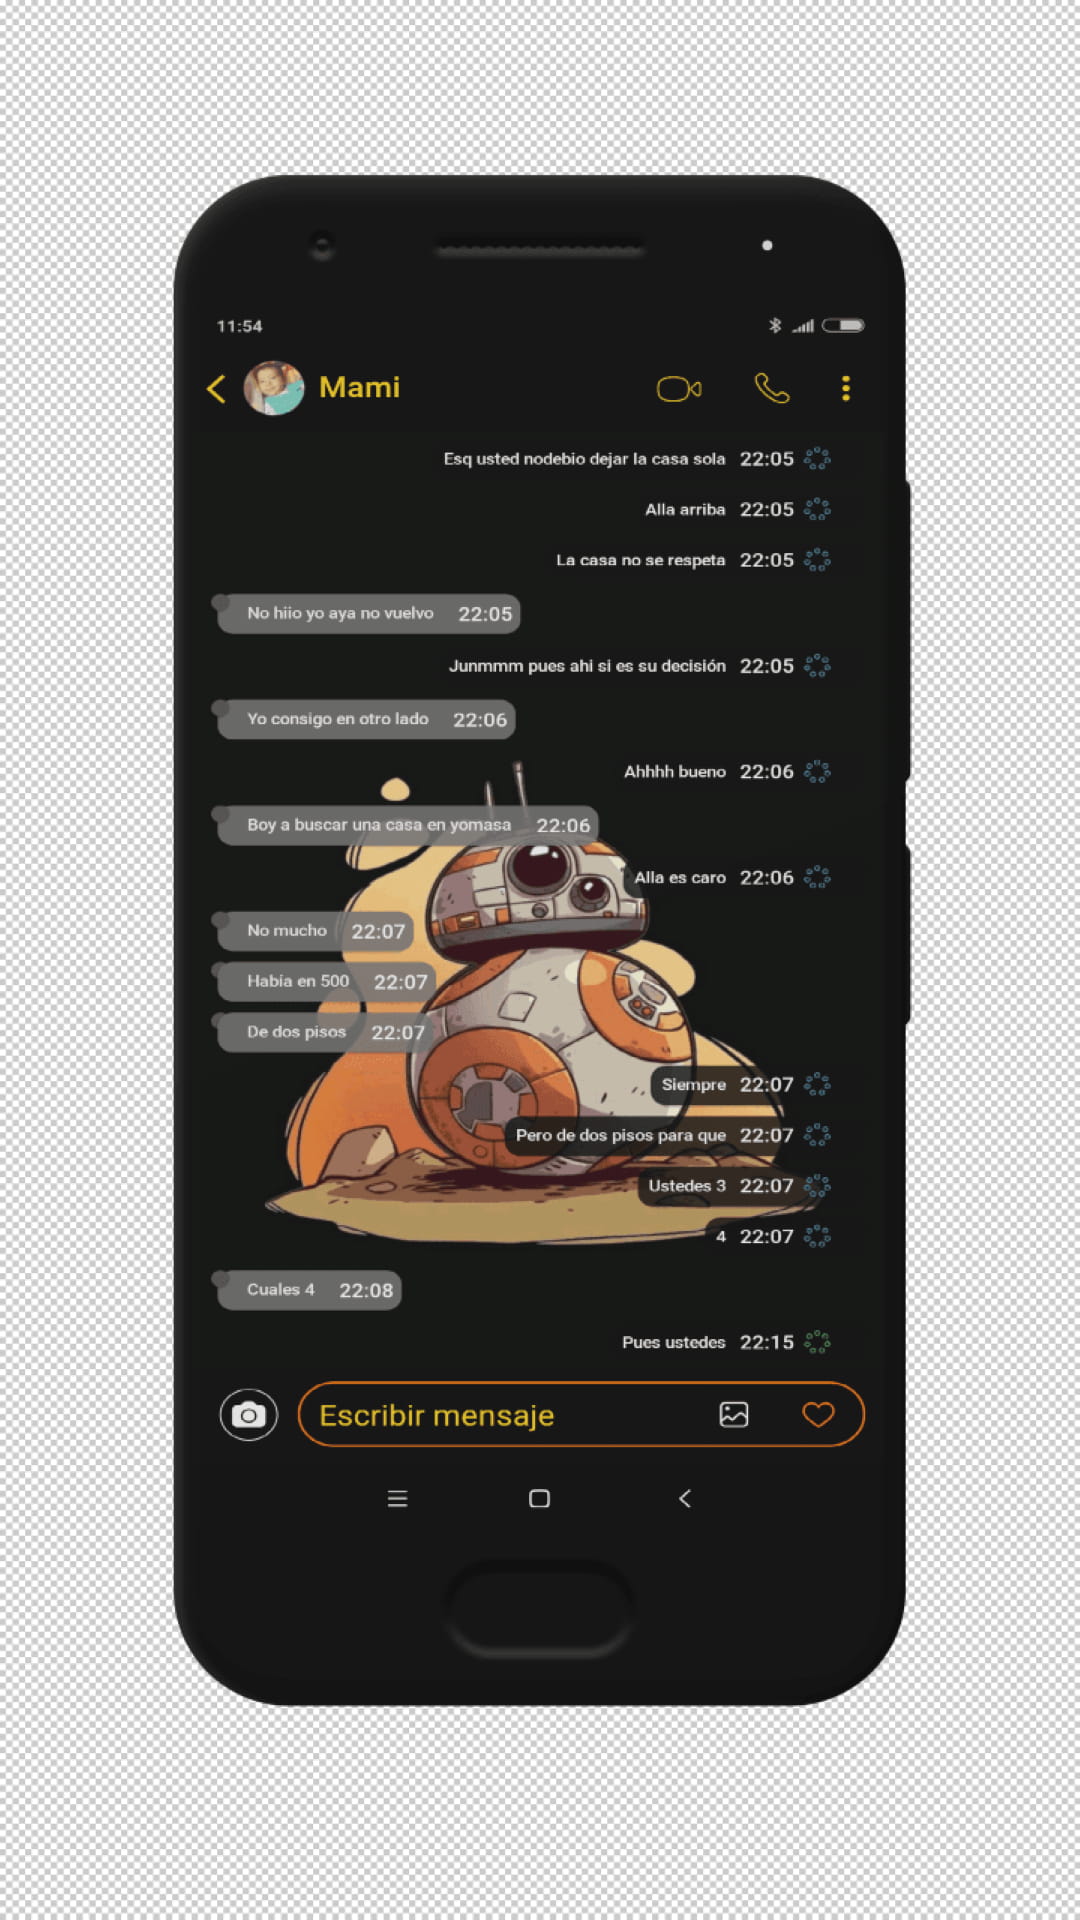 11:54
Mami
Esq usted nodebio dejar la casa sola 22:05
Alla arriba 22:05
La casa no se respeta 22:05
No hiio yo aya no vuelvo 22:05
Junmmm pues ahi si es su decisión 22:05
Yo consigo en otro lado 22:06
Ahhhh bueno 22:06
Boy a buscar una casa en yomasa 22:06
Alla es caro 22:06
No mucho 22:07
Habia en 500 22:07
De dos pisos 22:07
Siempre 22:07
Pero de dos pisos para que 22:07
Ustedes 3 22:07
4 22:07
Cuales 4 22:08
Pues ustedes 22:15
Escribir mensaje